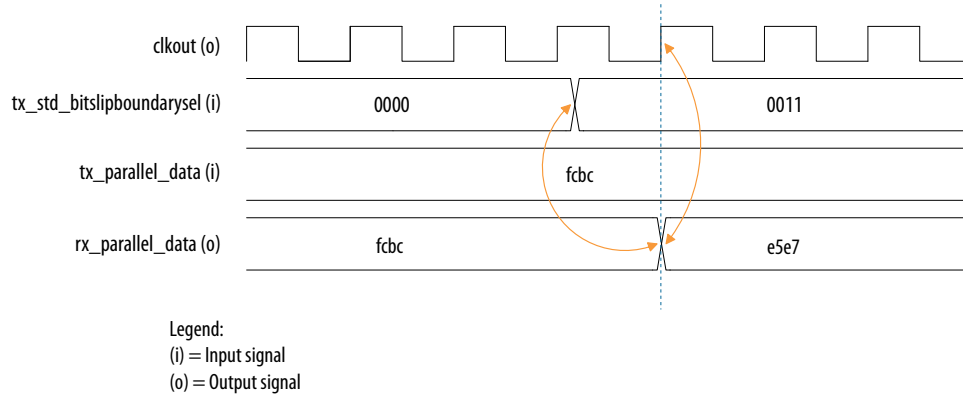 clkout (o)
tx_std_bitslipboundarysel (i) 0000 0011
tx_parallel_data (i) fcbc
rx_parallel_data (o) fcbc e5e7
Legend:
(i) = Input signal
(o) = Output signal